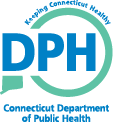 Keeping Connecticut Healthy
DPH
Connecticut Department
of Public Health